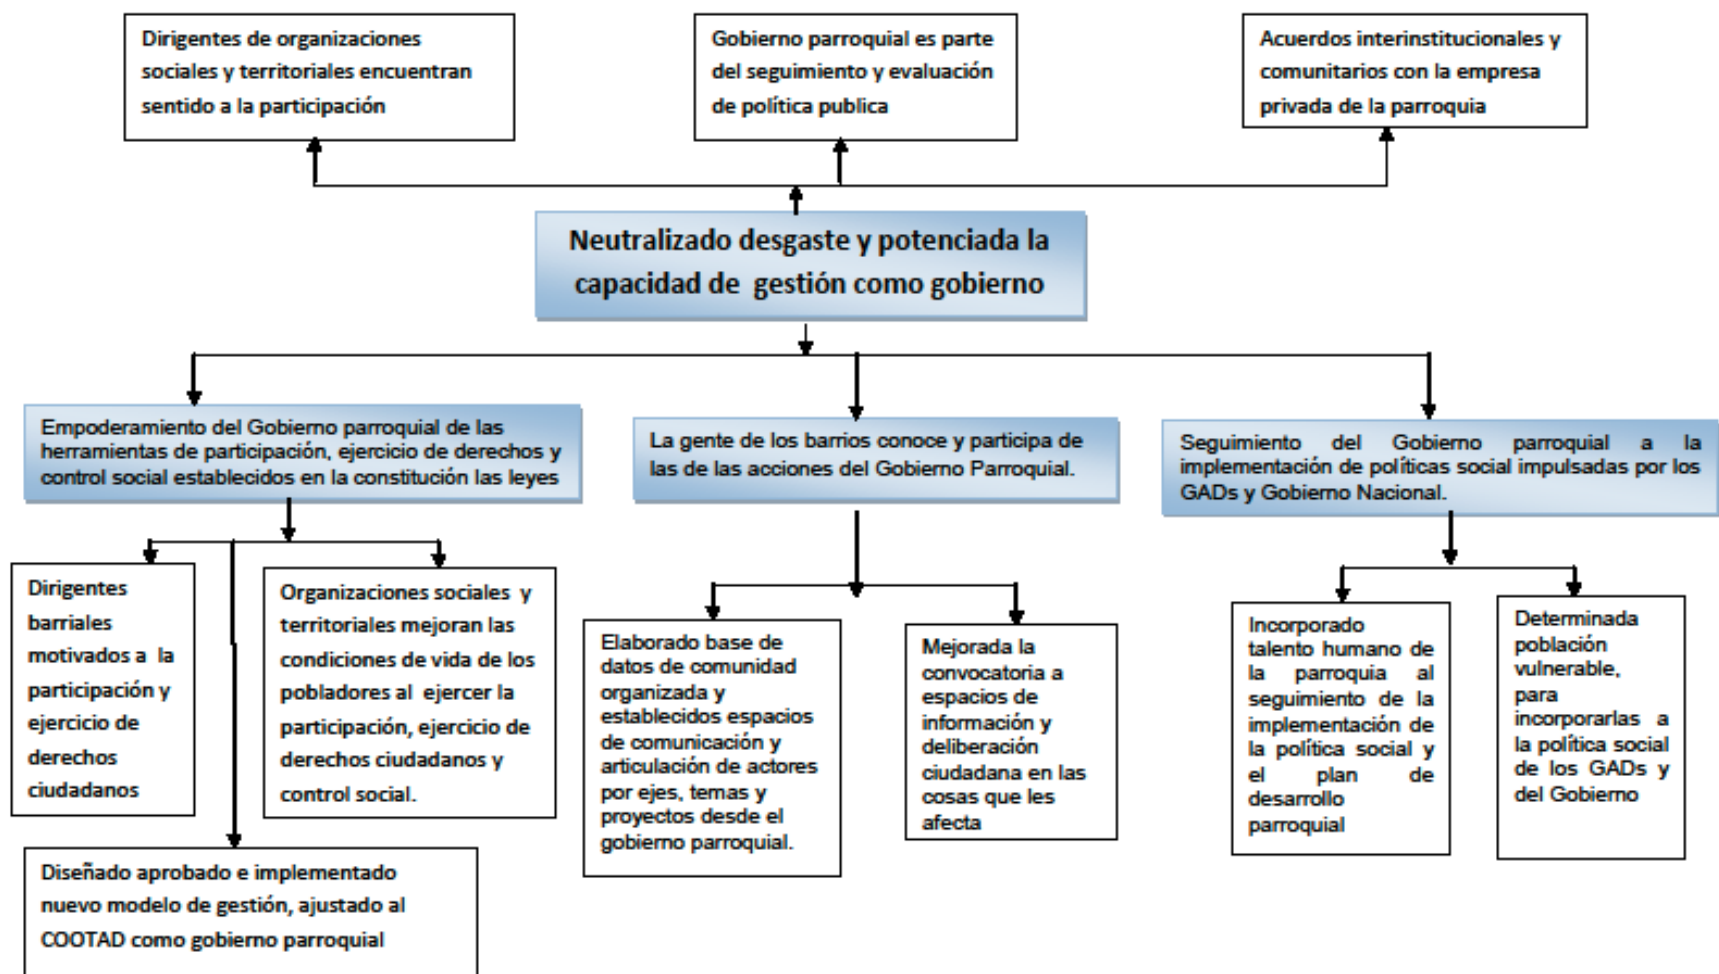 Dirigentes de organizaciones
sociales y territoriales encuentran
sentido a la participación
Gobierno parroquial es parte
del seguimiento y evaluación
de política publica
Acuerdos interinstitucionales y
comunitarios con la empresa
privada de la parroquia
Neutralizado desgaste y potenciada la
capacidad de gestión como gobierno
Empoderamiento del Gobierno parroquial de las
herramientas de participación, ejercicio de derechos y
control social establecidos en la constitución las leyes
La gente de los barrios conoce y participa de
las de las acciones del Gobierno Parroquial.
Seguimiento del Gobierno parroquial a la
implementación de políticas social impulsadas por los
GADs y Gobierno Nacional.
Dirigentes
barriales
motivados a la
participación y
ejercicio de
derechos
ciudadanos
Organizaciones sociales y
territoriales mejoran las
condiciones de vida de los
pobladores al ejercer la
participación, ejercicio de
derechos ciudadanos y
control social.
Diseñado aprobado e implementado
nuevo modelo de gestión, ajustado al
COOTAD como gobierno parroquial
Elaborado base de
datos de comunidad
organizada y
establecidos espacios
de comunicación y
articulación de actores
por ejes, temas y
proyectos desde el
gobierno parroquial.
Mejorada la
convocatoria a
espacios de
información y
deliberación
ciudadana en las
cosas que les
afecta
Incorporado
talento humano de
la parroquia al
seguimiento de la
implementación de
la política social y
el plan de
desarrollo
parroquial
Determinada
población
vulnerable,
para
incorporarlas a
la política social
de los GADs y
del Gobierno